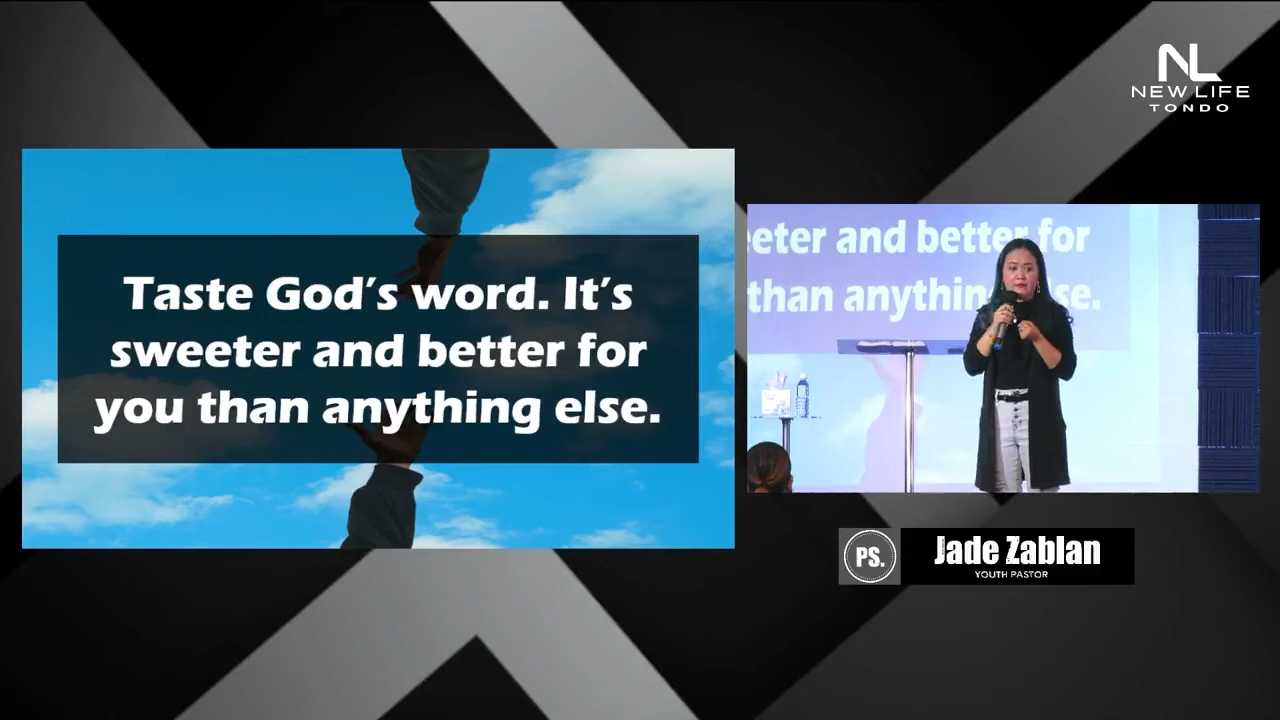 NL
NEW LIFE
TONDO
Taste God's word. It's
sweeter and better for
you than anything else.
eeter and better for
than anythin lse.
PS.
Jade Zablan
YOUTH PASTOR